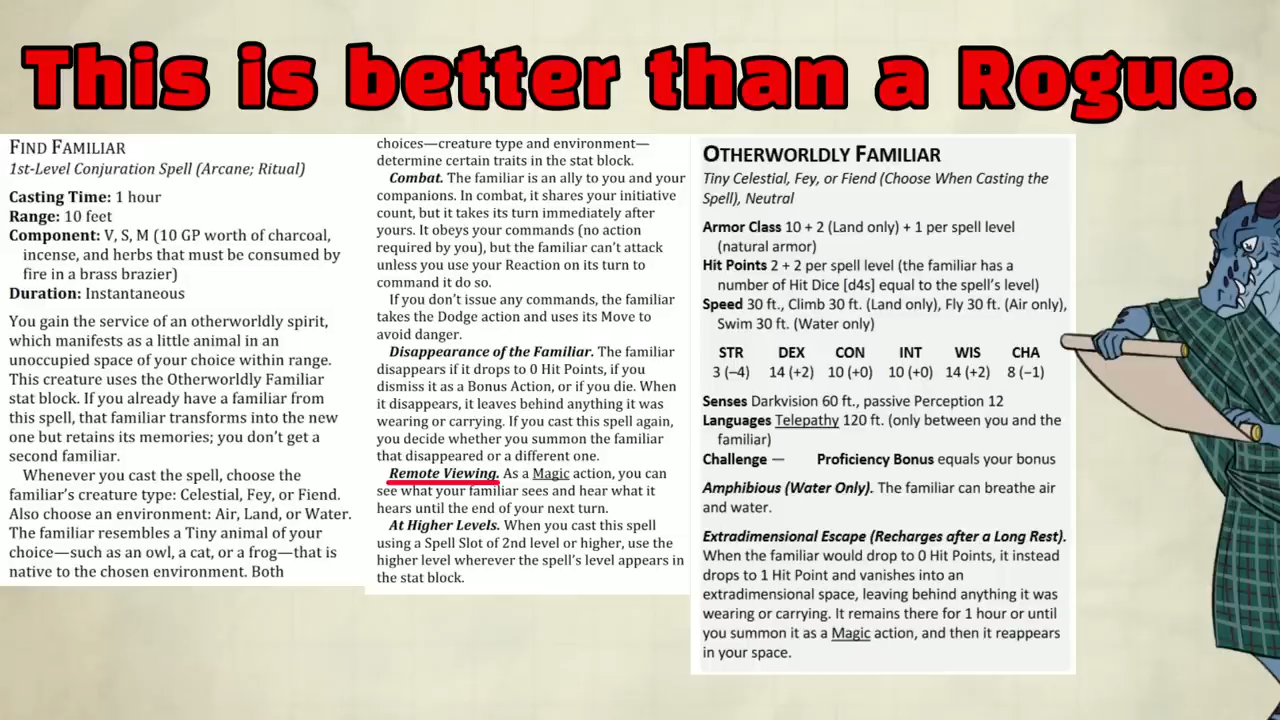 This is better than a Rogue.
FIND FAMILIAR
1st-Level Conjuration Spell (Arcane; Ritual)
Casting Time: 1 hour
Range: 10 feet
Component: V, S, M (10 GP worth of charcoal,
incense, and herbs that must be consumed by
fire in a brass brazier)
Duration: Instantaneous
You gain the service of an otherworldly spirit,
which manifests as a little animal in an
unoccupied space of your choice within range.
This creature uses the Otherworldly Familiar
stat block. If you already have a familiar from
this spell, that familiar transforms into the new
one but retains its memories; you don't get a
second familiar.
Whenever you cast the spell, choose the
familiar's creature type: Celestial, Fey, or Fiend.
Also choose an environment: Air, Land, or Water.
The familiar resembles a Tiny animal of your
choice—such as an owl, a cat, or a frog—that is
native to the chosen environment. Both
choices—creature type and environment—
determine certain traits in the stat block.
Combat. The familiar is an ally to you and your
companions. In combat, it shares your initiative
count, but it takes its turn immediately after
yours. It obeys your commands (no action
required by you), but the familiar can't attack
unless you use your Reaction on its turn to
command it do so.
If you don't issue any commands, the familiar
takes the Dodge action and uses its Move to
avoid danger.
Disappearance of the Familiar. The familiar
disappears if it drops to 0 Hit Points, if you
dismiss it as a Bonus Action, or if you die. When
it disappears, it leaves behind anything it was
wearing or carrying. If you cast this spell again,
you decide whether you summon the familiar
that disappeared or a different one.
Remote Viewing. As a Magic action, you can
see what your familiar sees and hear what it
hears until the end of your next turn.
At Higher Levels. When you cast this spell
using a Spell Slot of 2nd level or higher, use the
higher level wherever the spell's level appears in
the stat block.
OTHERWORLDLY FAMILIAR
Tiny Celestial, Fey, or Fiend (Choose When Casting the
Spell), Neutral
Armor Class 10 + 2 (Land only) + 1 per spell level
(natural armor)
Hit Points 2 + 2 per spell level (the familiar has a
number of Hit Dice [d4s] equal to the spell's level)
Speed 30 ft., Climb 30 ft. (Land only), Fly 30 ft. (Air only),
Swim 30 ft. (Water only)
STR DEX CON INT WIS CHA
3 (−4) 14 (+2) 10 (+0) 10 (+0) 14 (+2) 8 (−1)
Senses Darkvision 60 ft., passive Perception 12
Languages Telepathy 120 ft. (only between you and the
familiar)
Challenge — Proficiency Bonus equals your bonus
Amphibious (Water Only). The familiar can breathe air
and water.
Extradimensional Escape (Recharges after a Long Rest).
When the familiar would drop to 0 Hit Points, it instead
drops to 1 Hit Point and vanishes into an
extradimensional space, leaving behind anything it was
wearing or carrying. It remains there for 1 hour or until
you summon it as a Magic action, and then it reappears
in your space.